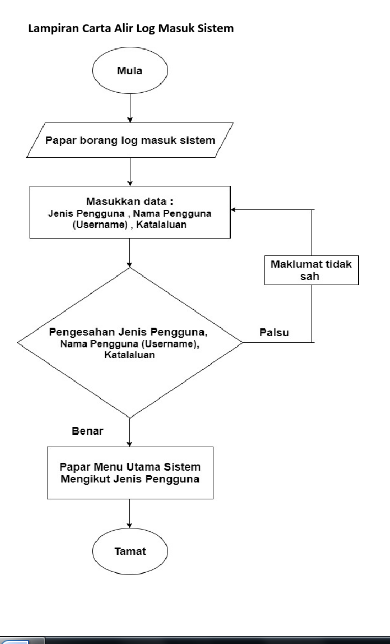 Lampiran Carta Alir Log Masuk Sistem
Mula
Papar borang log masuk sistem
Masukkan data :
Jenis Pengguna , Nama Pengguna
(Username) , Katalaluan
Maklumat tidak
sah
Pengesahan Jenis Pengguna,
Nama Pengguna (Username),
Katalaluan
Palsu
Benar
Papar Menu Utama Sistem
Mengikut Jenis Pengguna
Tamat